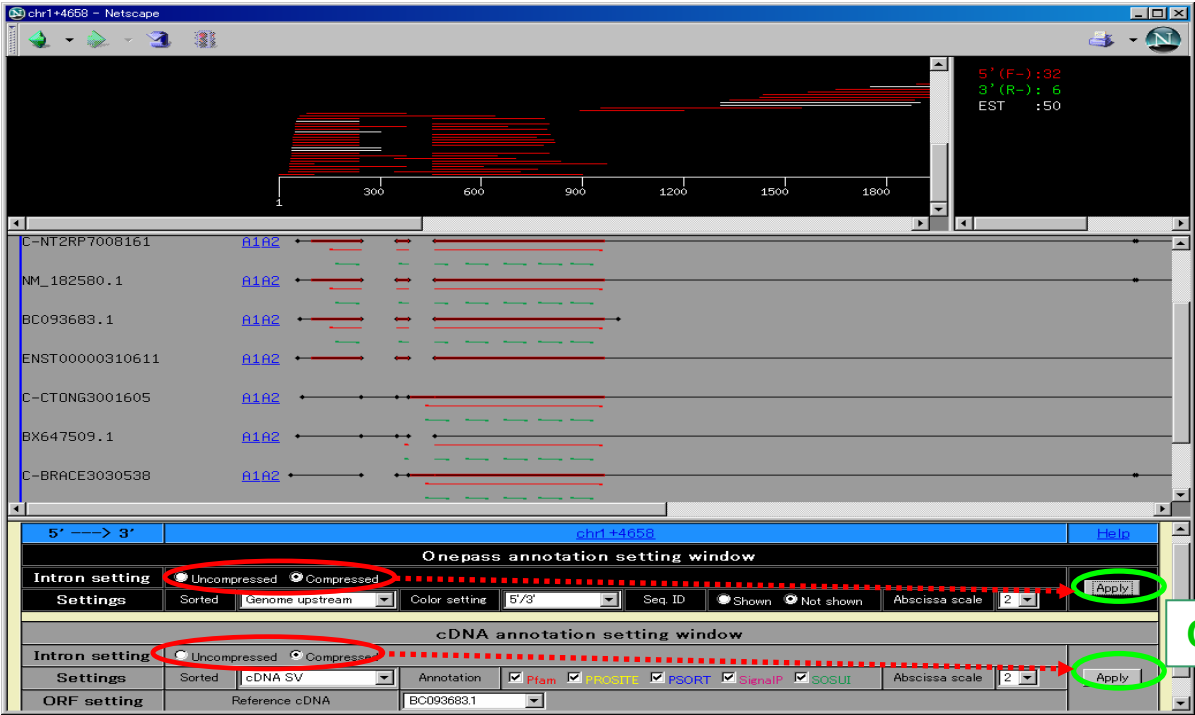 chr1+4658 - Netscape
5'(F-):32
3'(R-): 6
EST :50
1 300 600 900 1200 1500 1800
C-NT2RP7008161 A1A2
NM_182580.1 A1A2
BC093683.1 A1A2
ENST00000310611 A1A2
C-CTONG3001605 A1A2
BX647509.1 A1A2
C-BRACE3030538 A1A2
5' ---> 3' chr1+4658 Help
Onepass annotation setting window
Intron setting Uncompressed Compressed Apply
Settings Sorted Genome upstream Color setting 5'/3' Seq. ID Shown Not shown Abscissa scale 2
cDNA annotation setting window
Intron setting Uncompressed Compressed
Settings Sorted cDNA SV Annotation Pfam PROSITE PSORT SignalP SOSUI Abscissa scale 2 Apply
ORF setting Reference cDNA BC093683.1